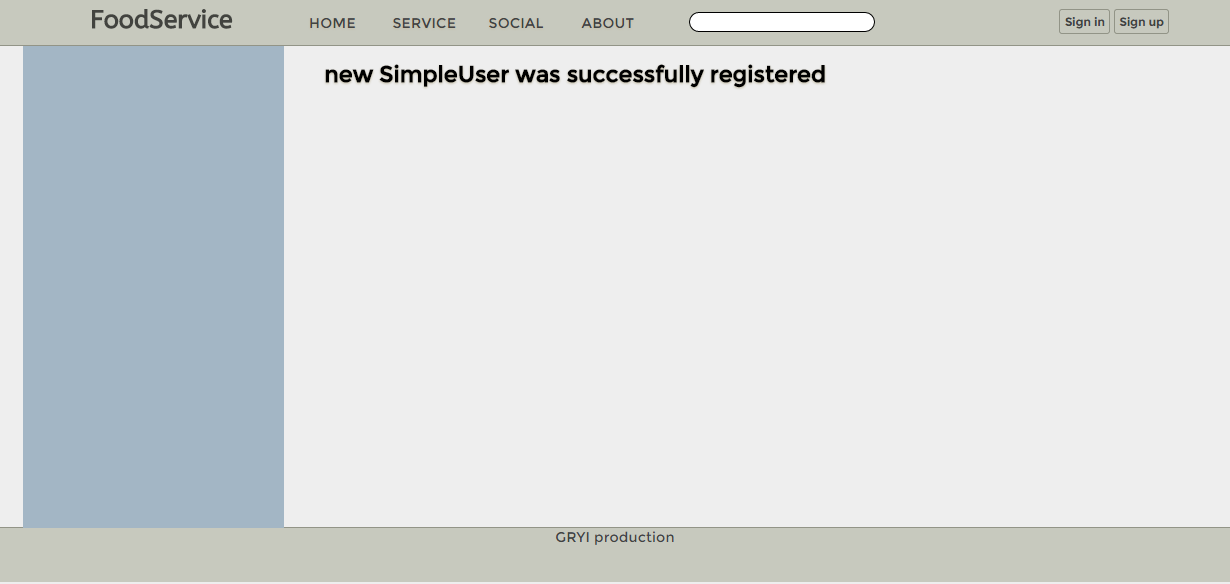 FoodService
HOME SERVICE SOCIAL ABOUT
Sign in Sign up
new SimpleUser was successfully registered
GRYI production